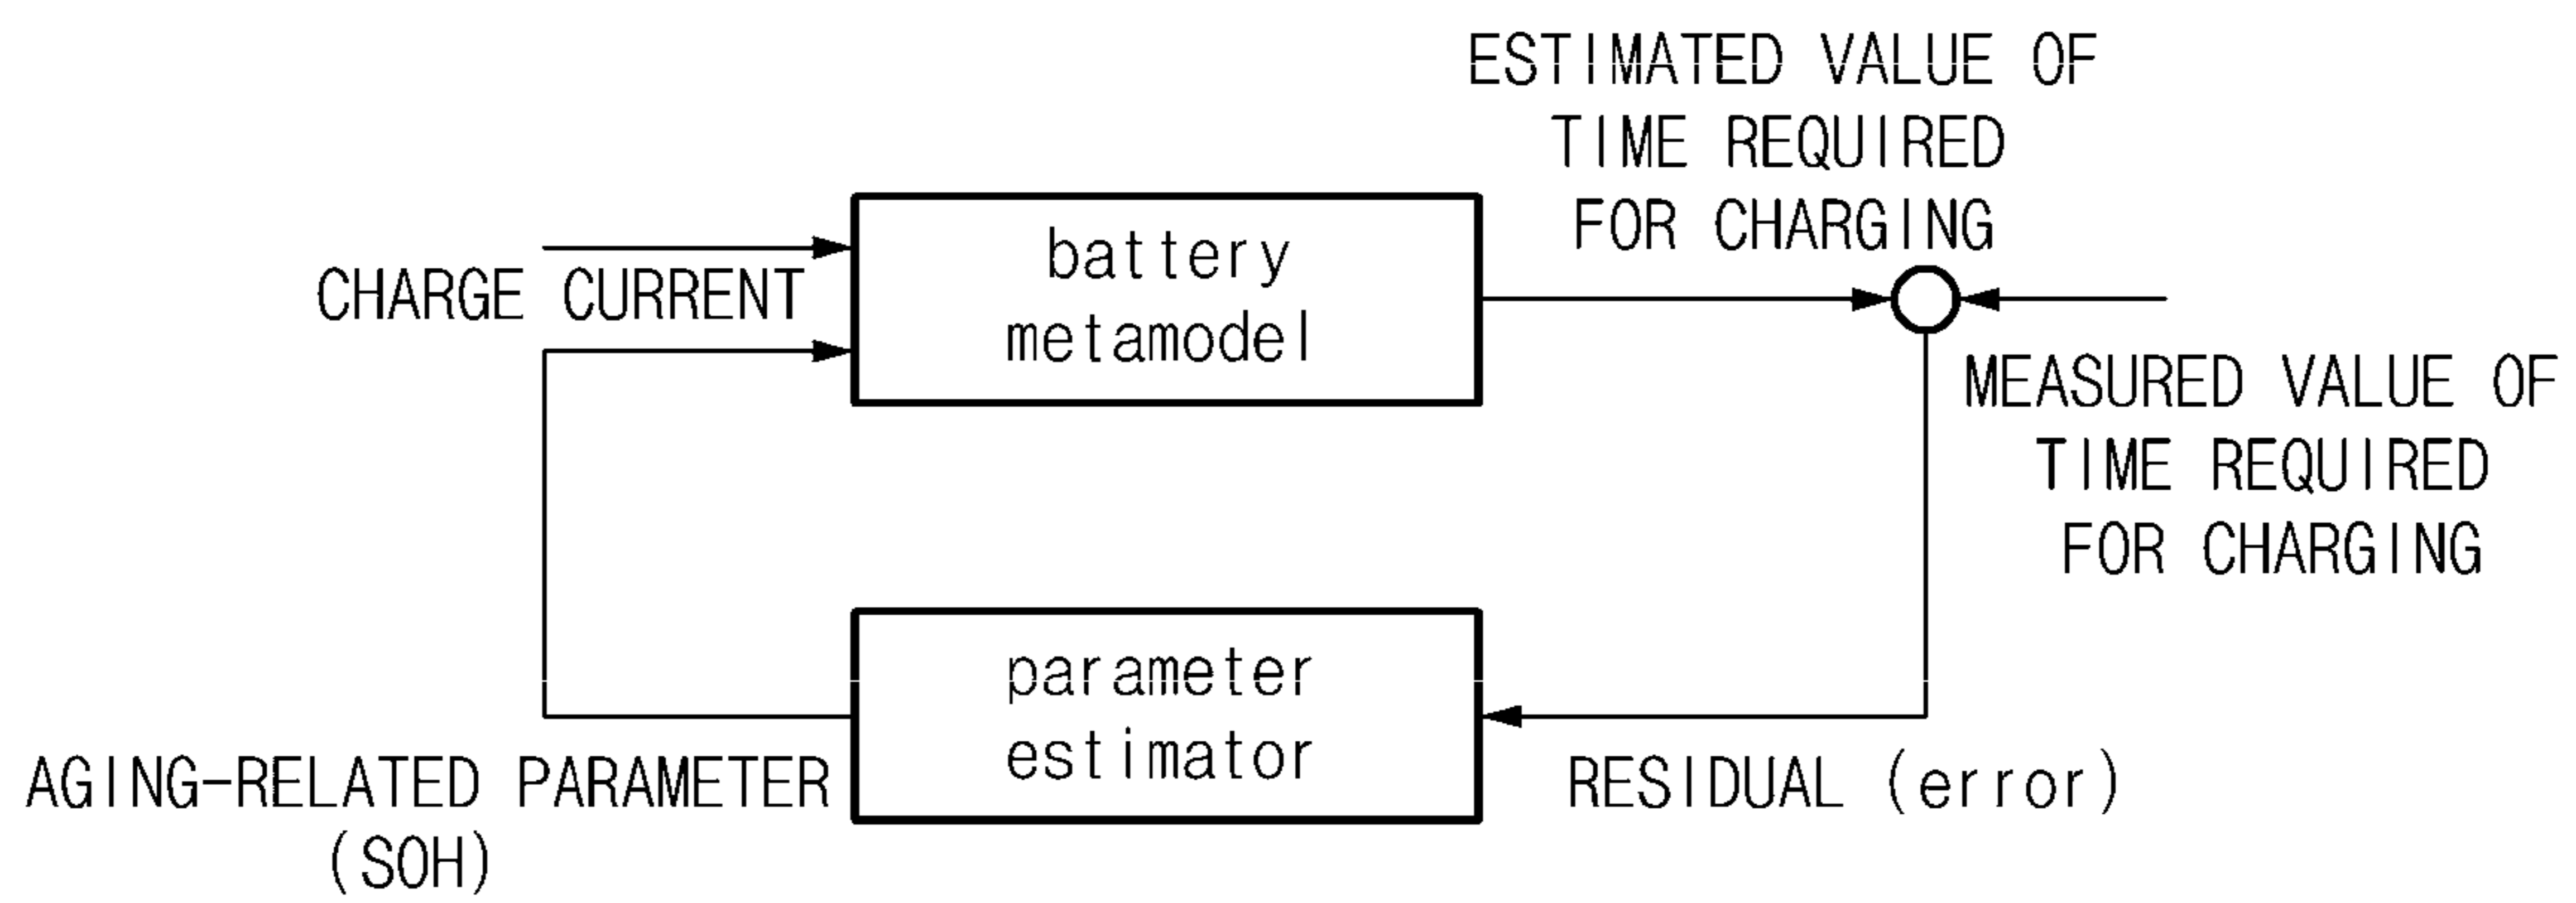 ESTIMATED VALUE OF
TIME REQUIRED
FOR CHARGING
battery
metamodel
CHARGE CURRENT
MEASURED VALUE OF
TIME REQUIRED
FOR CHARGING
parameter
estimator
AGING-RELATED PARAMETER
(SOH)
RESIDUAL (error)